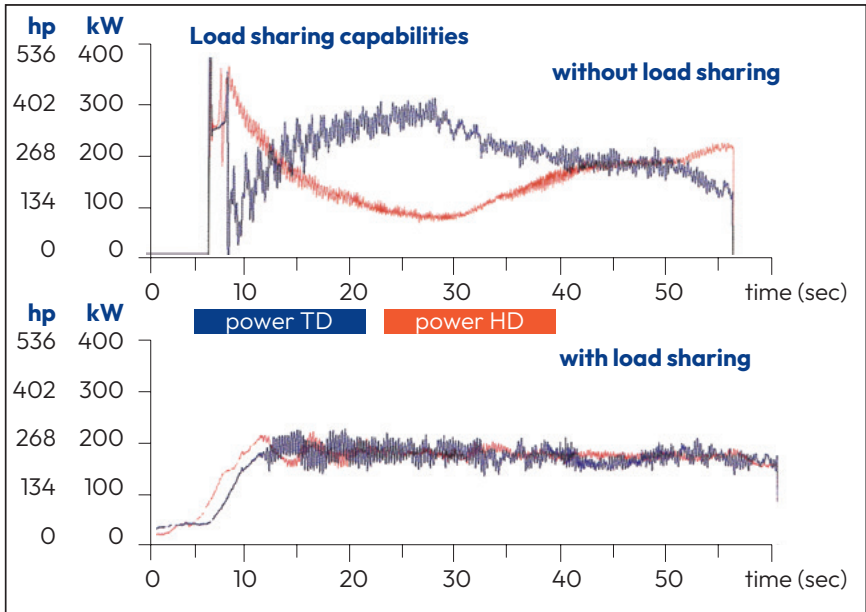 hp kW Load sharing capabilities
536 400
without load sharing
402 300
268 200
134 100
0 0
0 10 20 30 40 50 time (sec)
hp kW power TD power HD
536 400
with load sharing
402 300
268 200
134 100
0 0
0 10 20 30 40 50 time (sec)